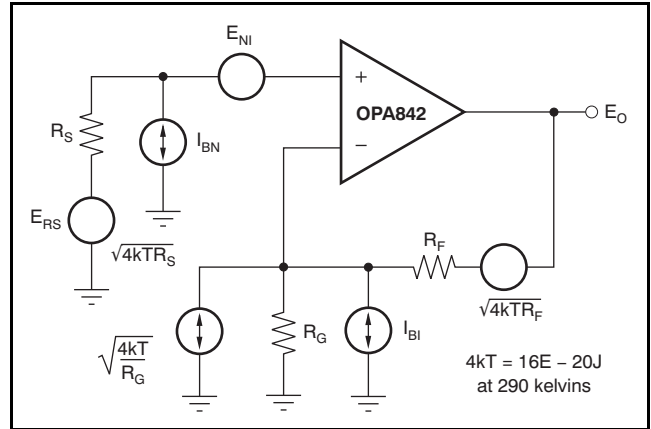 E_NI
+
OPA842
−
E_O
R_S
I_BN
E_RS
√4kTR_S
R_F
√4kTR_F
√4kT/R_G
R_G
I_BI
4kT = 16E – 20J
at 290 kelvins